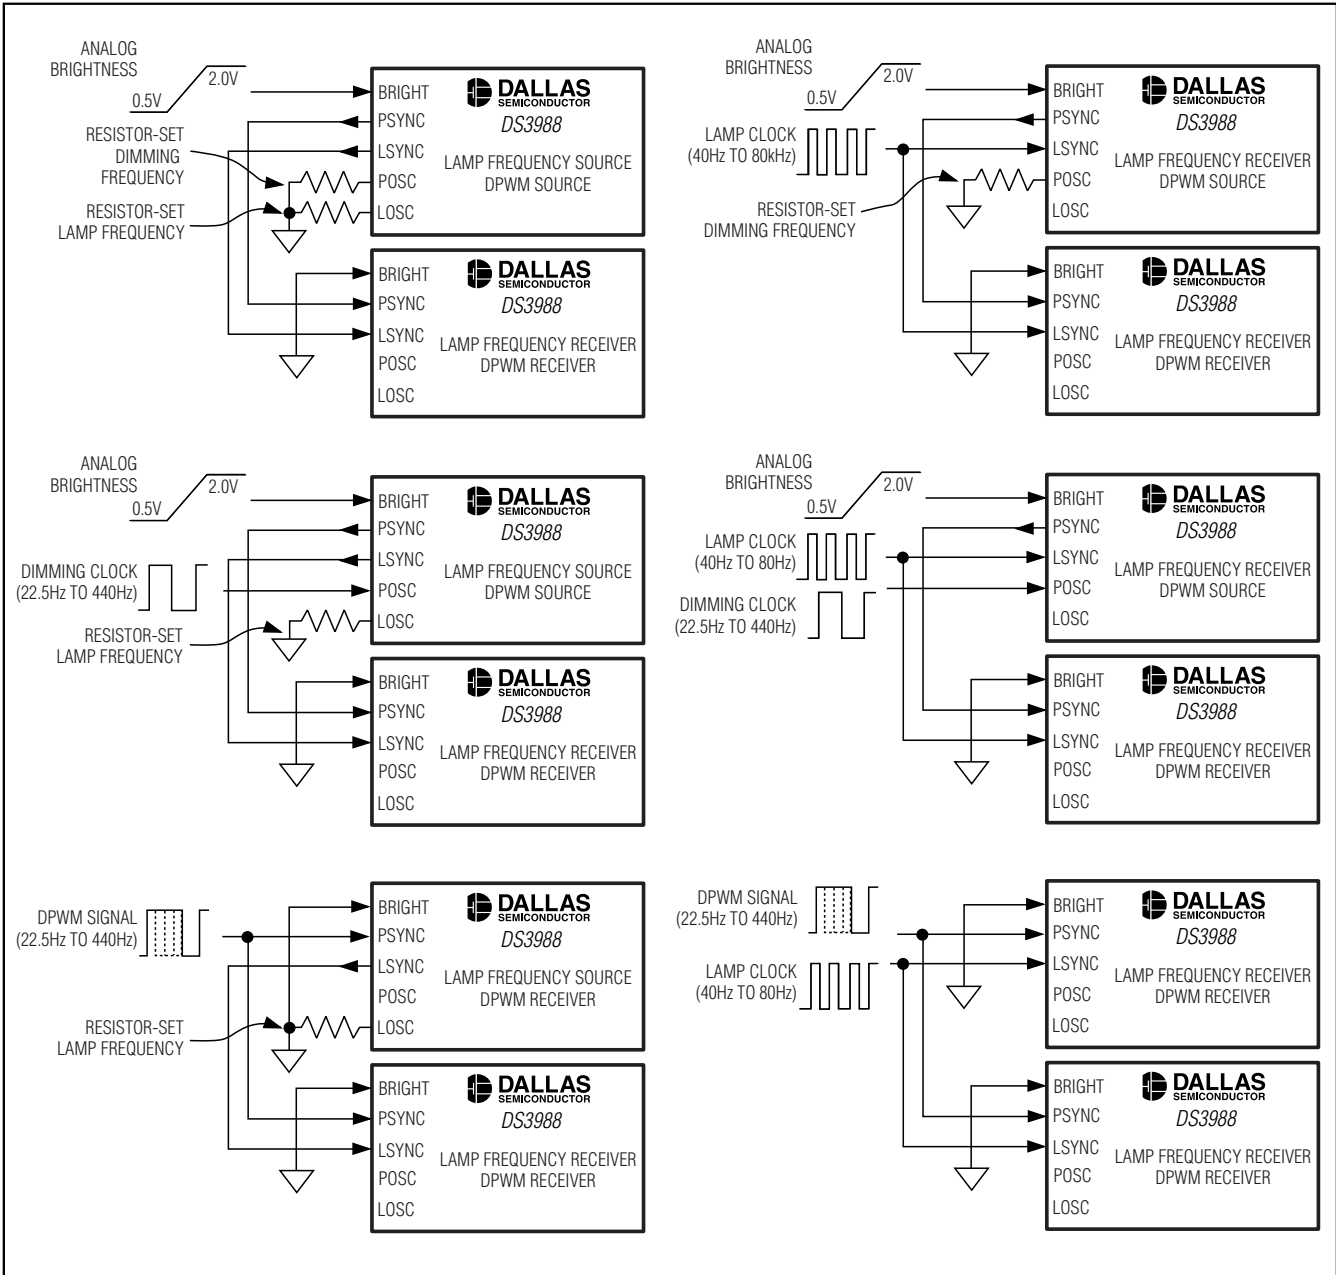 ANALOG
BRIGHTNESS
0.5V
2.0V
RESISTOR-SET
DIMMING
FREQUENCY
RESISTOR-SET
LAMP FREQUENCY
BRIGHT
PSYNC
LSYNC
POSC
LOSC
DALLAS
SEMICONDUCTOR
DS3988
LAMP FREQUENCY SOURCE
DPWM SOURCE
BRIGHT
PSYNC
LSYNC
POSC
LOSC
DALLAS
SEMICONDUCTOR
DS3988
LAMP FREQUENCY RECEIVER
DPWM RECEIVER
ANALOG
BRIGHTNESS
0.5V
2.0V
LAMP CLOCK
(40Hz TO 80kHz)
RESISTOR-SET
DIMMING FREQUENCY
BRIGHT
PSYNC
LSYNC
POSC
LOSC
DALLAS
SEMICONDUCTOR
DS3988
LAMP FREQUENCY RECEIVER
DPWM SOURCE
BRIGHT
PSYNC
LSYNC
POSC
LOSC
DALLAS
SEMICONDUCTOR
DS3988
LAMP FREQUENCY RECEIVER
DPWM RECEIVER
ANALOG
BRIGHTNESS
0.5V
2.0V
DIMMING CLOCK
(22.5Hz TO 440Hz)
RESISTOR-SET
LAMP FREQUENCY
BRIGHT
PSYNC
LSYNC
POSC
LOSC
DALLAS
SEMICONDUCTOR
DS3988
LAMP FREQUENCY SOURCE
DPWM SOURCE
BRIGHT
PSYNC
LSYNC
POSC
LOSC
DALLAS
SEMICONDUCTOR
DS3988
LAMP FREQUENCY RECEIVER
DPWM RECEIVER
ANALOG
BRIGHTNESS
0.5V
2.0V
LAMP CLOCK
(40Hz TO 80Hz)
DIMMING CLOCK
(22.5Hz TO 440Hz)
BRIGHT
PSYNC
LSYNC
POSC
LOSC
DALLAS
SEMICONDUCTOR
DS3988
LAMP FREQUENCY RECEIVER
DPWM SOURCE
BRIGHT
PSYNC
LSYNC
POSC
LOSC
DALLAS
SEMICONDUCTOR
DS3988
LAMP FREQUENCY RECEIVER
DPWM RECEIVER
DPWM SIGNAL
(22.5Hz TO 440Hz)
RESISTOR-SET
LAMP FREQUENCY
BRIGHT
PSYNC
LSYNC
POSC
LOSC
DALLAS
SEMICONDUCTOR
DS3988
LAMP FREQUENCY SOURCE
DPWM RECEIVER
BRIGHT
PSYNC
LSYNC
POSC
LOSC
DALLAS
SEMICONDUCTOR
DS3988
LAMP FREQUENCY RECEIVER
DPWM RECEIVER
DPWM SIGNAL
(22.5Hz TO 440Hz)
LAMP CLOCK
(40Hz TO 80Hz)
BRIGHT
PSYNC
LSYNC
POSC
LOSC
DALLAS
SEMICONDUCTOR
DS3988
LAMP FREQUENCY RECEIVER
DPWM RECEIVER
BRIGHT
PSYNC
LSYNC
POSC
LOSC
DALLAS
SEMICONDUCTOR
DS3988
LAMP FREQUENCY RECEIVER
DPWM RECEIVER